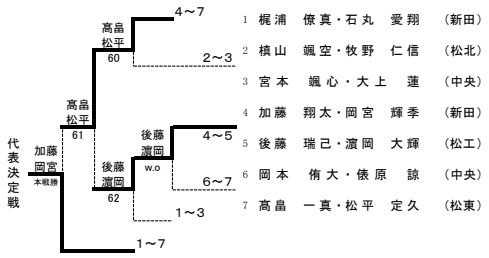 4～7
髙畠
松平
60
2～3
髙畠
松平
61
後藤
濵岡
w.o
4～5
加藤
岡宮
本戦勝
後藤
濵岡
62
6～7
1～3
1～7
代表決定戦
1 梶浦 僚真・石丸 愛翔 （新田）
2 槙山 颯空・牧野 仁信 （松北）
3 宮本 颯心・大上 蓮 （中央）
4 加藤 翔太・岡宮 輝季 （新田）
5 後藤 瑞己・濵岡 大輝 （松工）
6 岡本 侑大・俵原 諒 （中央）
7 髙畠 一真・松平 定久 （松東）